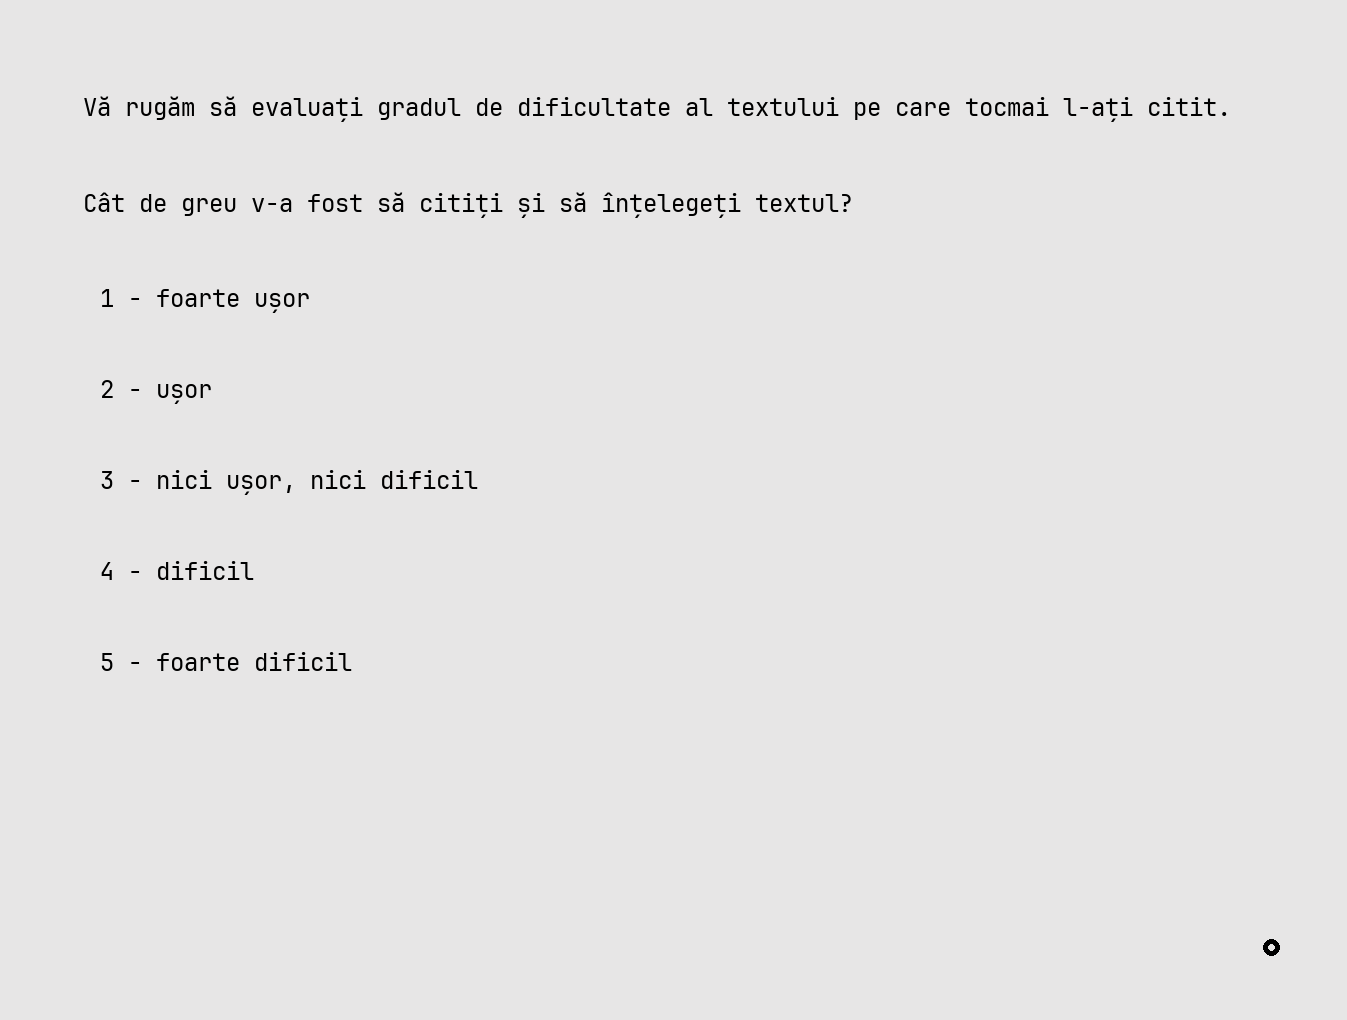 Vă rugăm să evaluați gradul de dificultate al textului pe care tocmai l-ați citit.
Cât de greu v-a fost să citiți și să înțelegeți textul?
1 - foarte ușor
2 - ușor
3 - nici ușor, nici dificil
4 - dificil
5 - foarte dificil